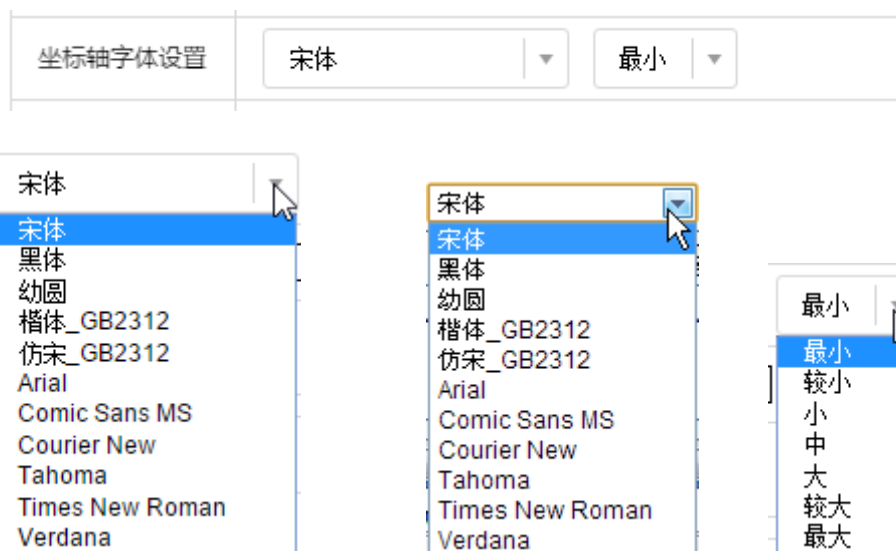 坐标轴字体设置 宋体 最小
宋体
宋体
黑体
幼圆
楷体_GB2312
仿宋_GB2312
Arial
Comic Sans MS
Courier New
Tahoma
Times New Roman
Verdana
宋体
宋体
黑体
幼圆
楷体_GB2312
仿宋_GB2312
Arial
Comic Sans MS
Courier New
Tahoma
Times New Roman
Verdana
最小
最小
较小
小
中
大
较大
最大